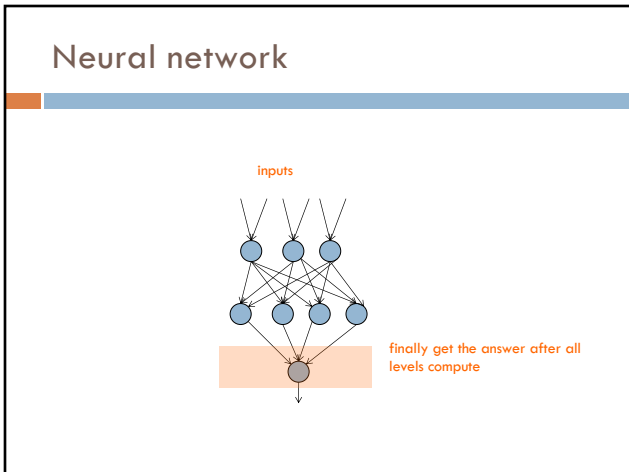 Neural network
inputs
finally get the answer after all
levels compute